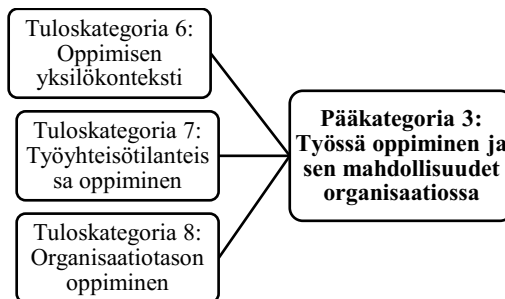 Tuloskategoria 6:
Oppimisen
yksilökonteksti
Tuloskategoria 7:
Työyhteisötilanteis
sa oppiminen
Tuloskategoria 8:
Organisaatiotason
oppiminen
Pääkategoria 3:
Työssä oppiminen ja
sen mahdollisuudet
organisaatiossa